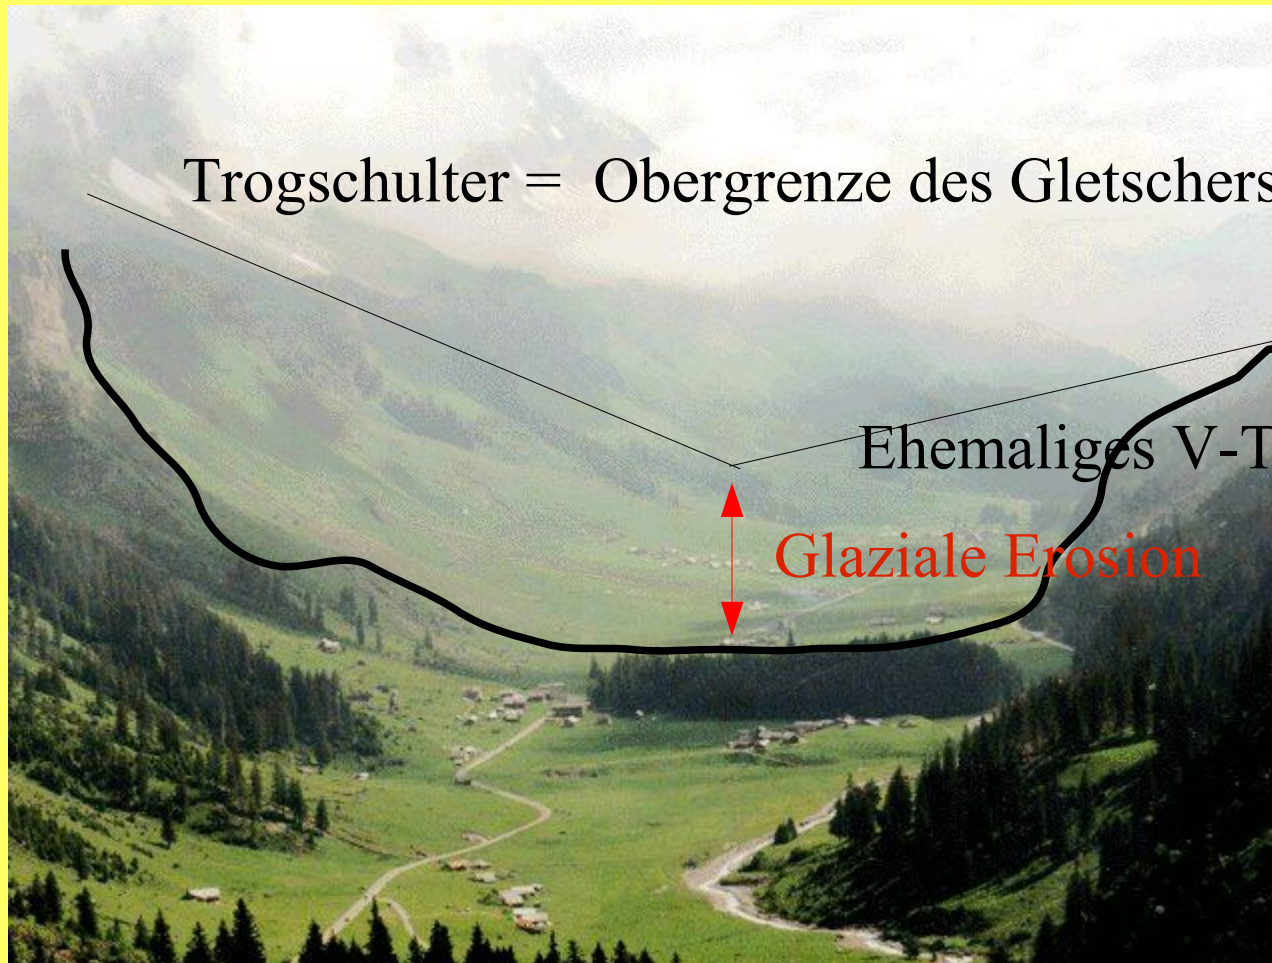 Trogschulter = Obergrenze des Gletschers
Ehemaliges V-T
Glaziale Erosion